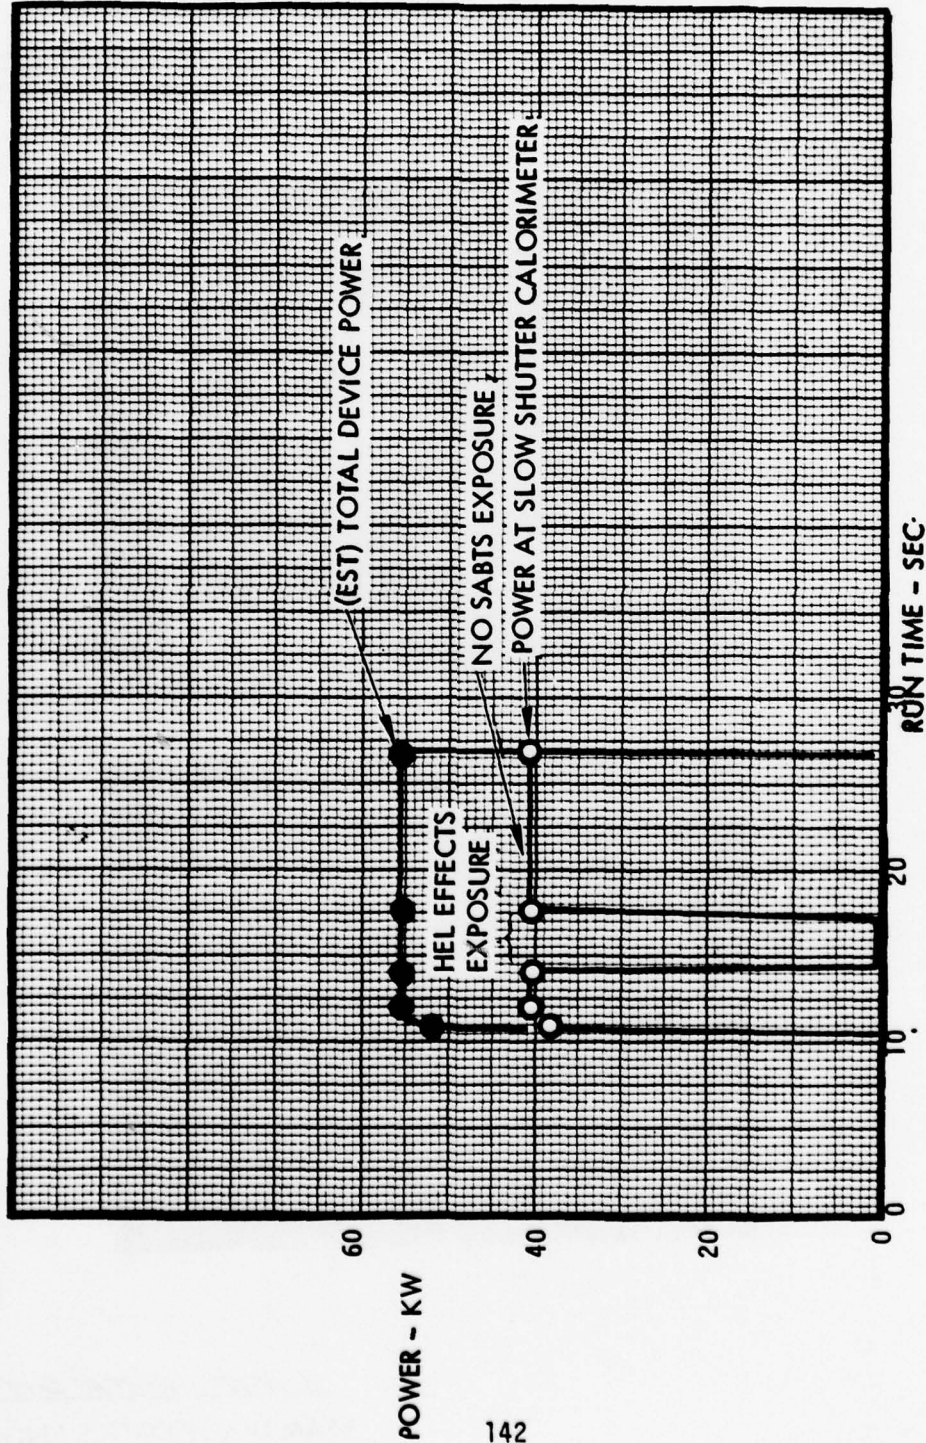 (EST) TOTAL DEVICE POWER
NO SABTS EXPOSURE
POWER AT SLOW SHUTTER CALORIMETER
HEL EFFECTS
EXPOSURE
POWER - KW
60
40
20
0
0
10
20
30
RUN TIME - SEC.
142